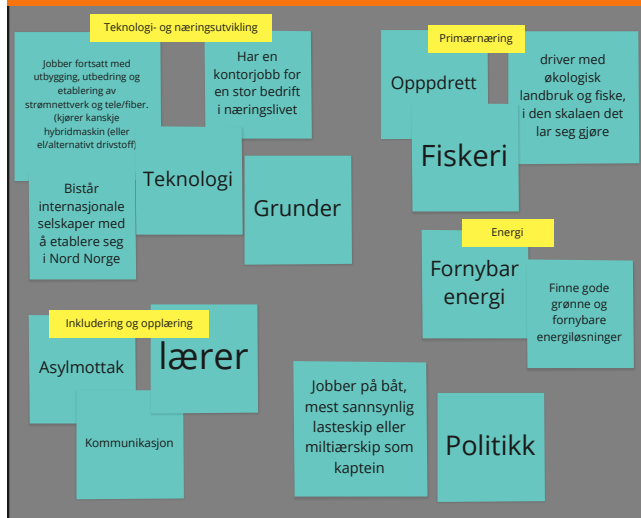 Teknologi- og næringsutvikling
Jobber fortsatt med
utbygging, utbedring og
etablering av
strømnettverk og tele/fiber.
(kjører kanskje
hybridmaskin (eller
el/alternativt drivstoff)
Har en
kontorjobb for
en stor bedrift
i næringslivet
Teknologi
Bistår
internasjonale
selskaper med
å etablere seg
i Nord Norge
Grunder
Primærnæring
Opppdrett
driver med
økologisk
landbruk og fiske,
i den skalaen det
lar seg gjøre
Fiskeri
Energi
Fornybar
energi
Finne gode
grønne og
fornybare
energiløsninger
Inkludering og opplæring
Asylmottak
lærer
Kommunikasjon
Jobber på båt,
mest sannsynlig
lasteskip eller
miltiærskip som
kaptein
Politikk